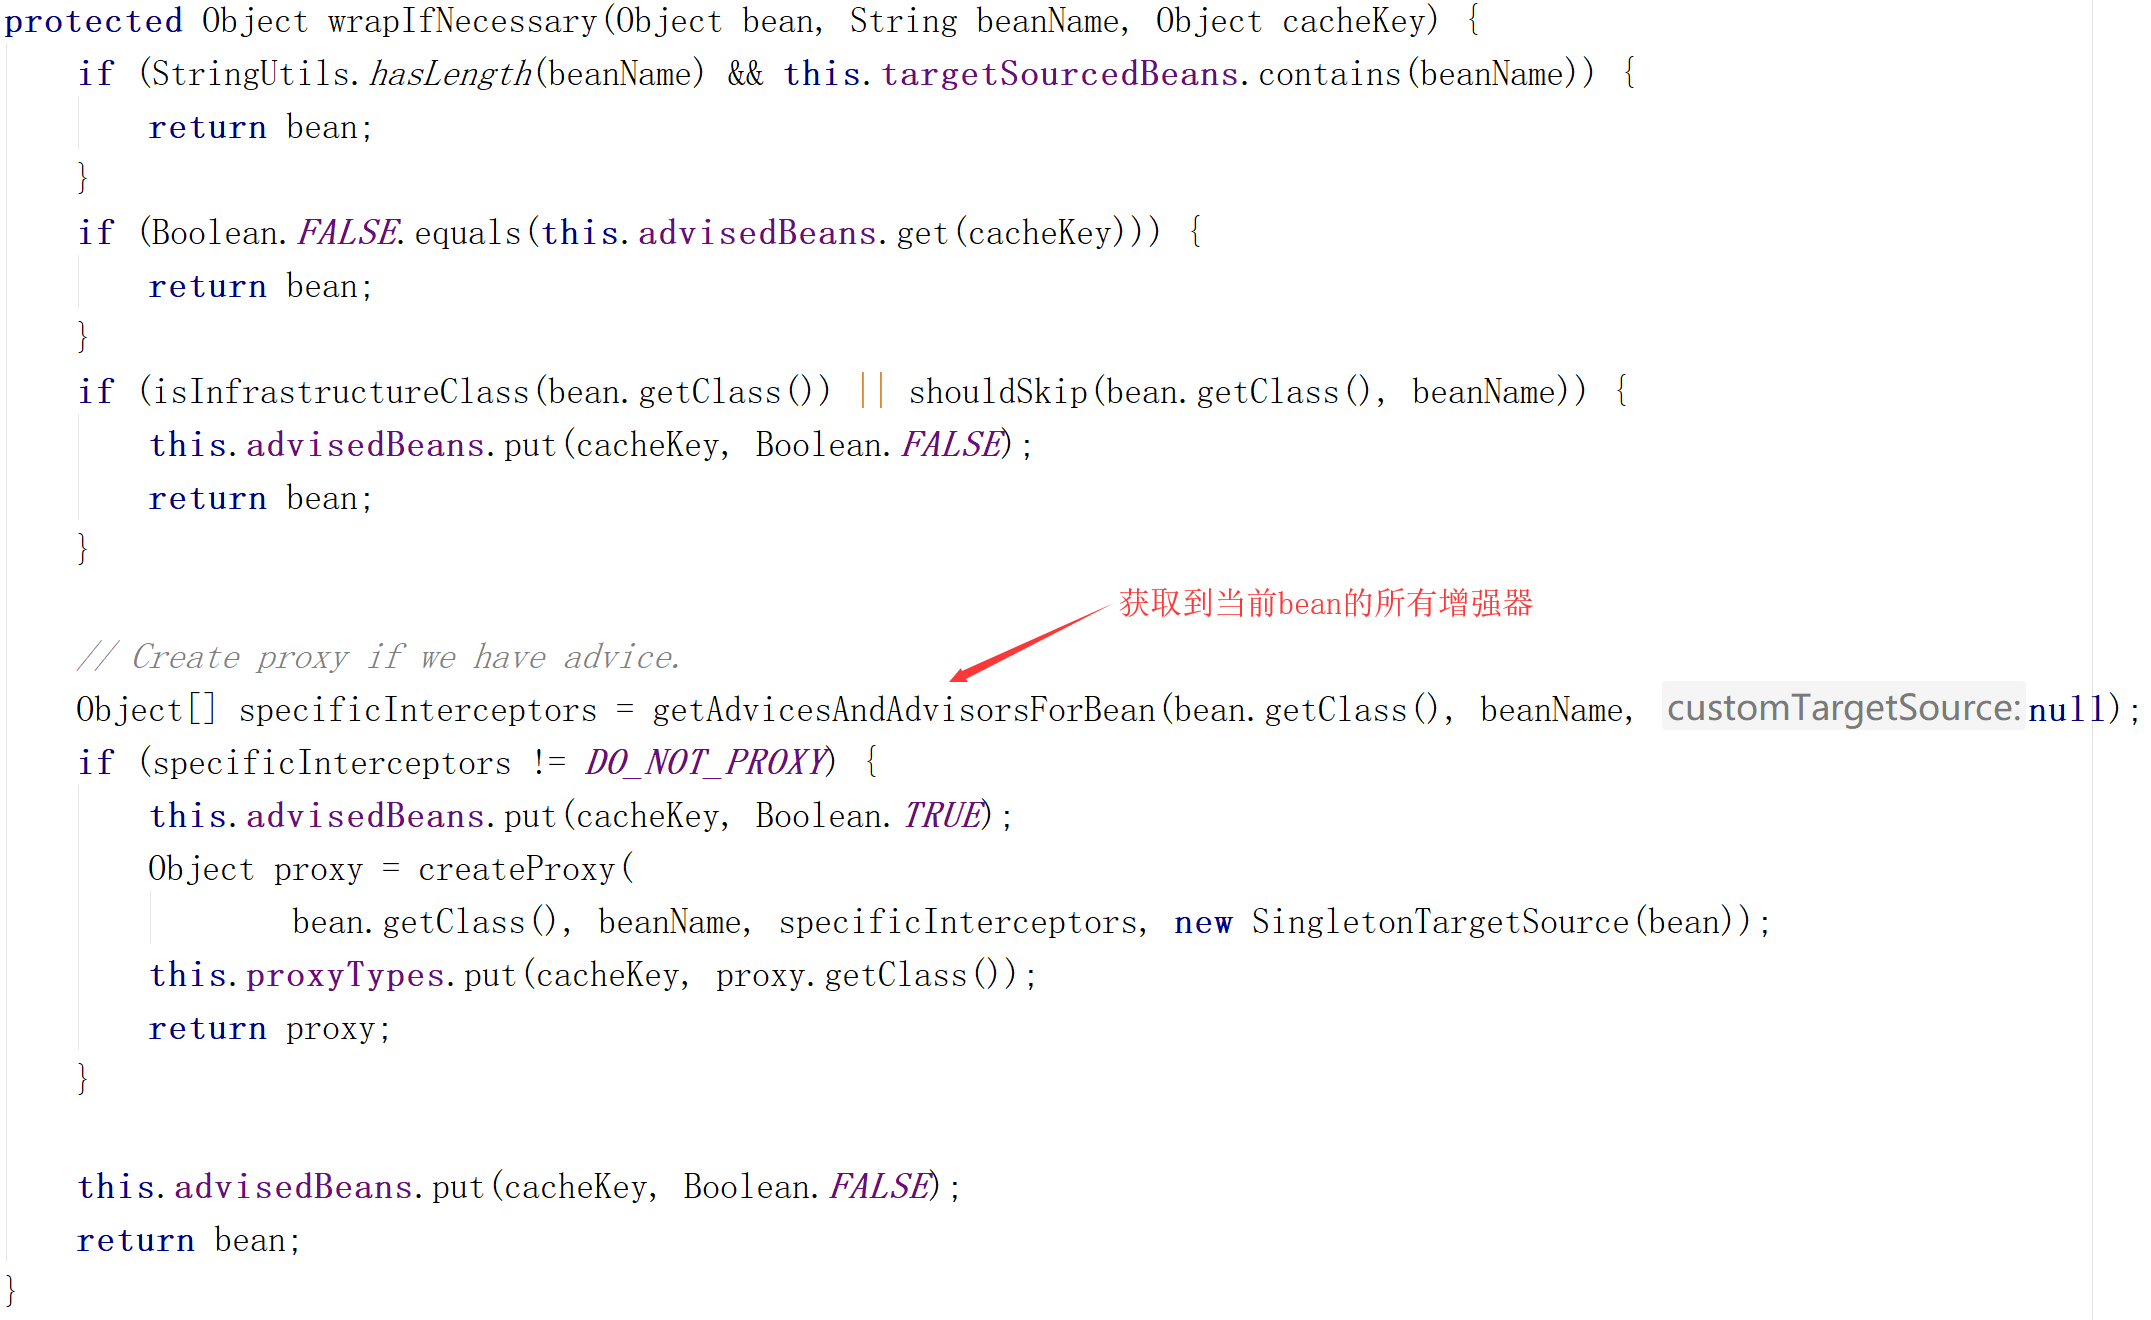 protected Object wrapIfNecessary(Object bean, String beanName, Object cacheKey) {
    if (StringUtils.hasLength(beanName) && this.targetSourcedBeans.contains(beanName)) {
        return bean;
    }
    if (Boolean.FALSE.equals(this.advisedBeans.get(cacheKey))) {
        return bean;
    }
    if (isInfrastructureClass(bean.getClass()) || shouldSkip(bean.getClass(), beanName)) {
        this.advisedBeans.put(cacheKey, Boolean.FALSE);
        return bean;
    }
获取到当前bean的所有增强器
    // Create proxy if we have advice.
    Object[] specificInterceptors = getAdvicesAndAdvisorsForBean(bean.getClass(), beanName, customTargetSource: null);
    if (specificInterceptors != DO_NOT_PROXY) {
        this.advisedBeans.put(cacheKey, Boolean.TRUE);
        Object proxy = createProxy(
                bean.getClass(), beanName, specificInterceptors, new SingletonTargetSource(bean));
        this.proxyTypes.put(cacheKey, proxy.getClass());
        return proxy;
    }
    this.advisedBeans.put(cacheKey, Boolean.FALSE);
    return bean;
}